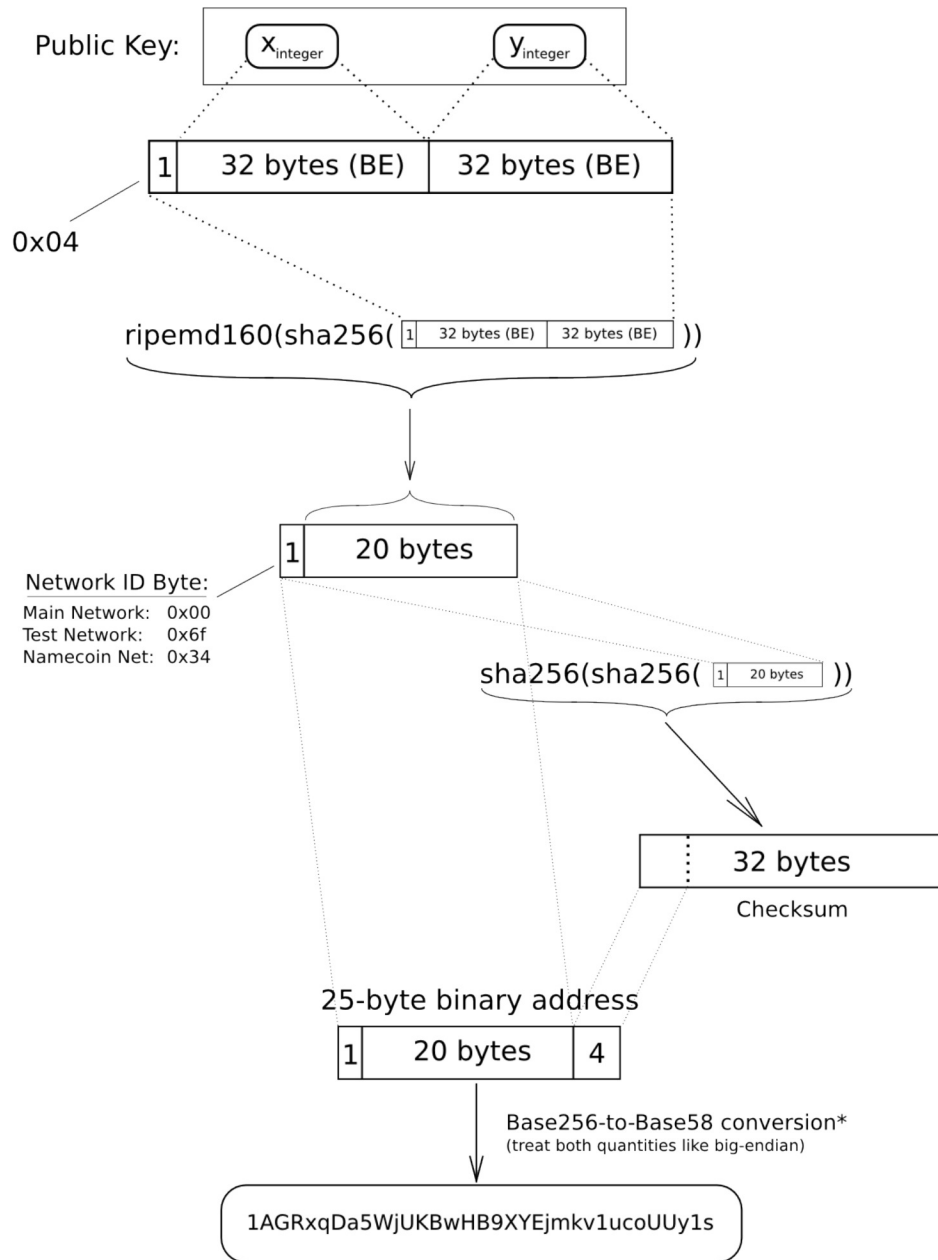 Public Key:
x integer
y integer
1
32 bytes (BE)
32 bytes (BE)
0x04
ripemd160(sha256( 1 32 bytes (BE) 32 bytes (BE) ))
1
20 bytes
Network ID Byte:
Main Network: 0x00
Test Network: 0x6f
Namecoin Net: 0x34
sha256(sha256( 1 20 bytes ))
32 bytes
Checksum
25-byte binary address
1
20 bytes
4
Base256-to-Base58 conversion*
(treat both quantities like big-endian)
1AGRxqDa5WjUKBwHB9XYEjmkv1ucoUUy1s